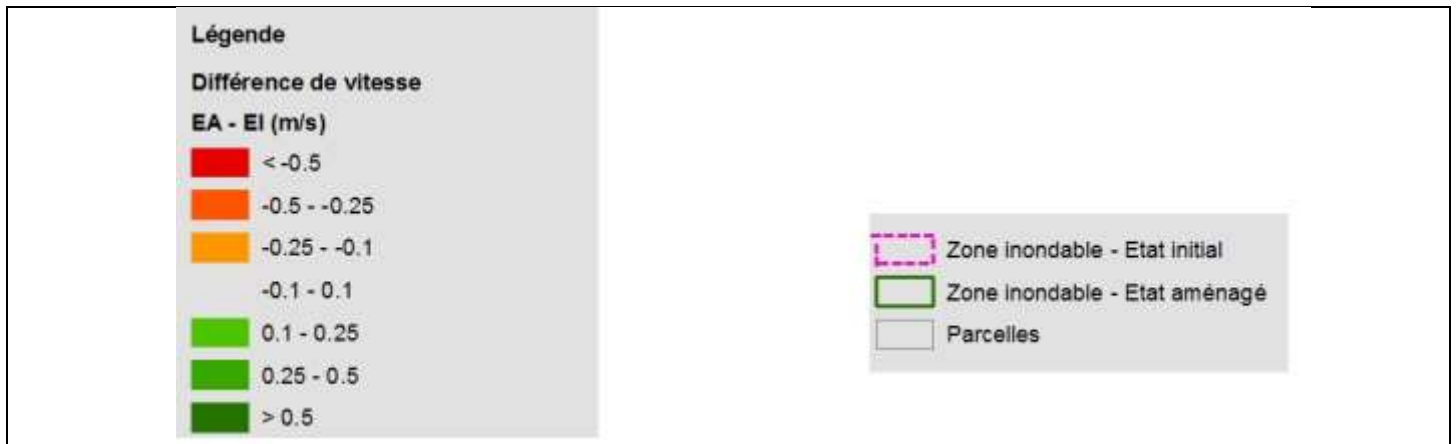 Légende
Différence de vitesse
EA - EI (m/s)
< -0.5
-0.5 - -0.25
-0.25 - -0.1
-0.1 - 0.1
0.1 - 0.25
0.25 - 0.5
> 0.5
Zone inondable - Etat initial
Zone inondable - Etat aménagé
Parcelles